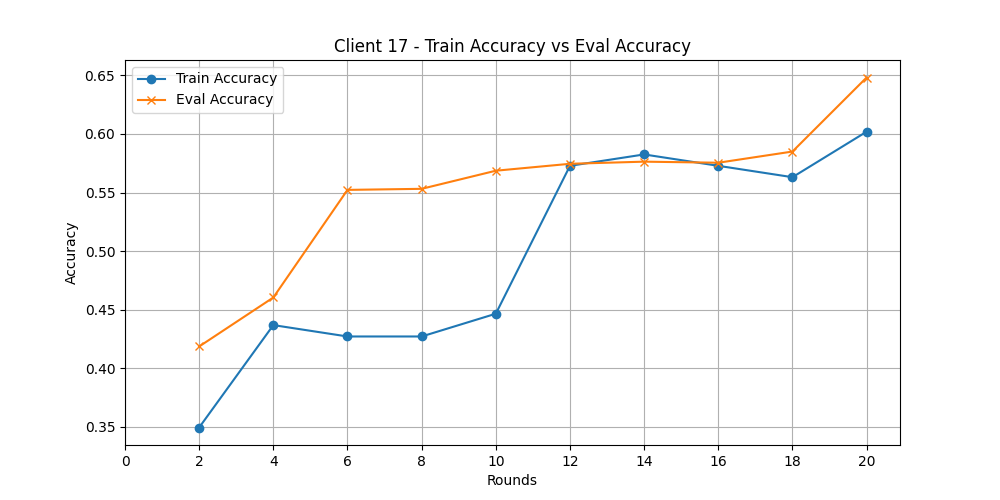 Client 17 - Train Accuracy vs Eval Accuracy
Train Accuracy
Eval Accuracy
Accuracy
0.65
0.60
0.55
0.50
0.45
0.40
0.35
0 2 4 6 8 10 12 14 16 18 20
Rounds